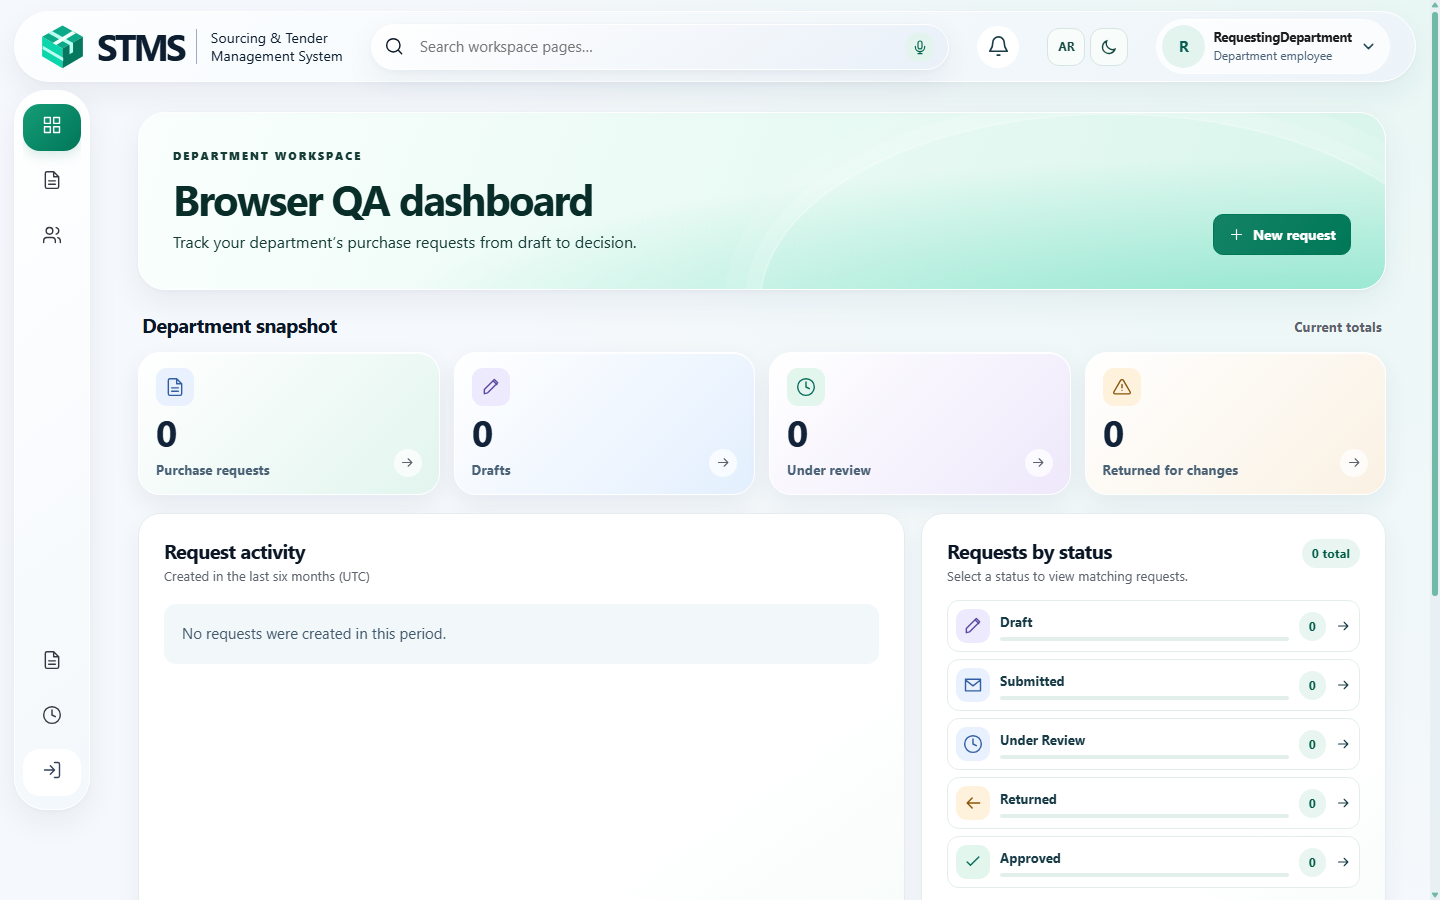 STMS
Sourcing & Tender
Management System
Search workspace pages...
AR
R
RequestingDepartment
Department employee
DEPARTMENT WORKSPACE
Browser QA dashboard
Track your department's purchase requests from draft to decision.
New request
Department snapshot
Current totals
0
Purchase requests
0
Drafts
0
Under review
0
Returned for changes
Request activity
Created in the last six months (UTC)
No requests were created in this period.
Requests by status
0 total
Select a status to view matching requests.
Draft
0
Submitted
0
Under Review
0
Returned
0
Approved
0